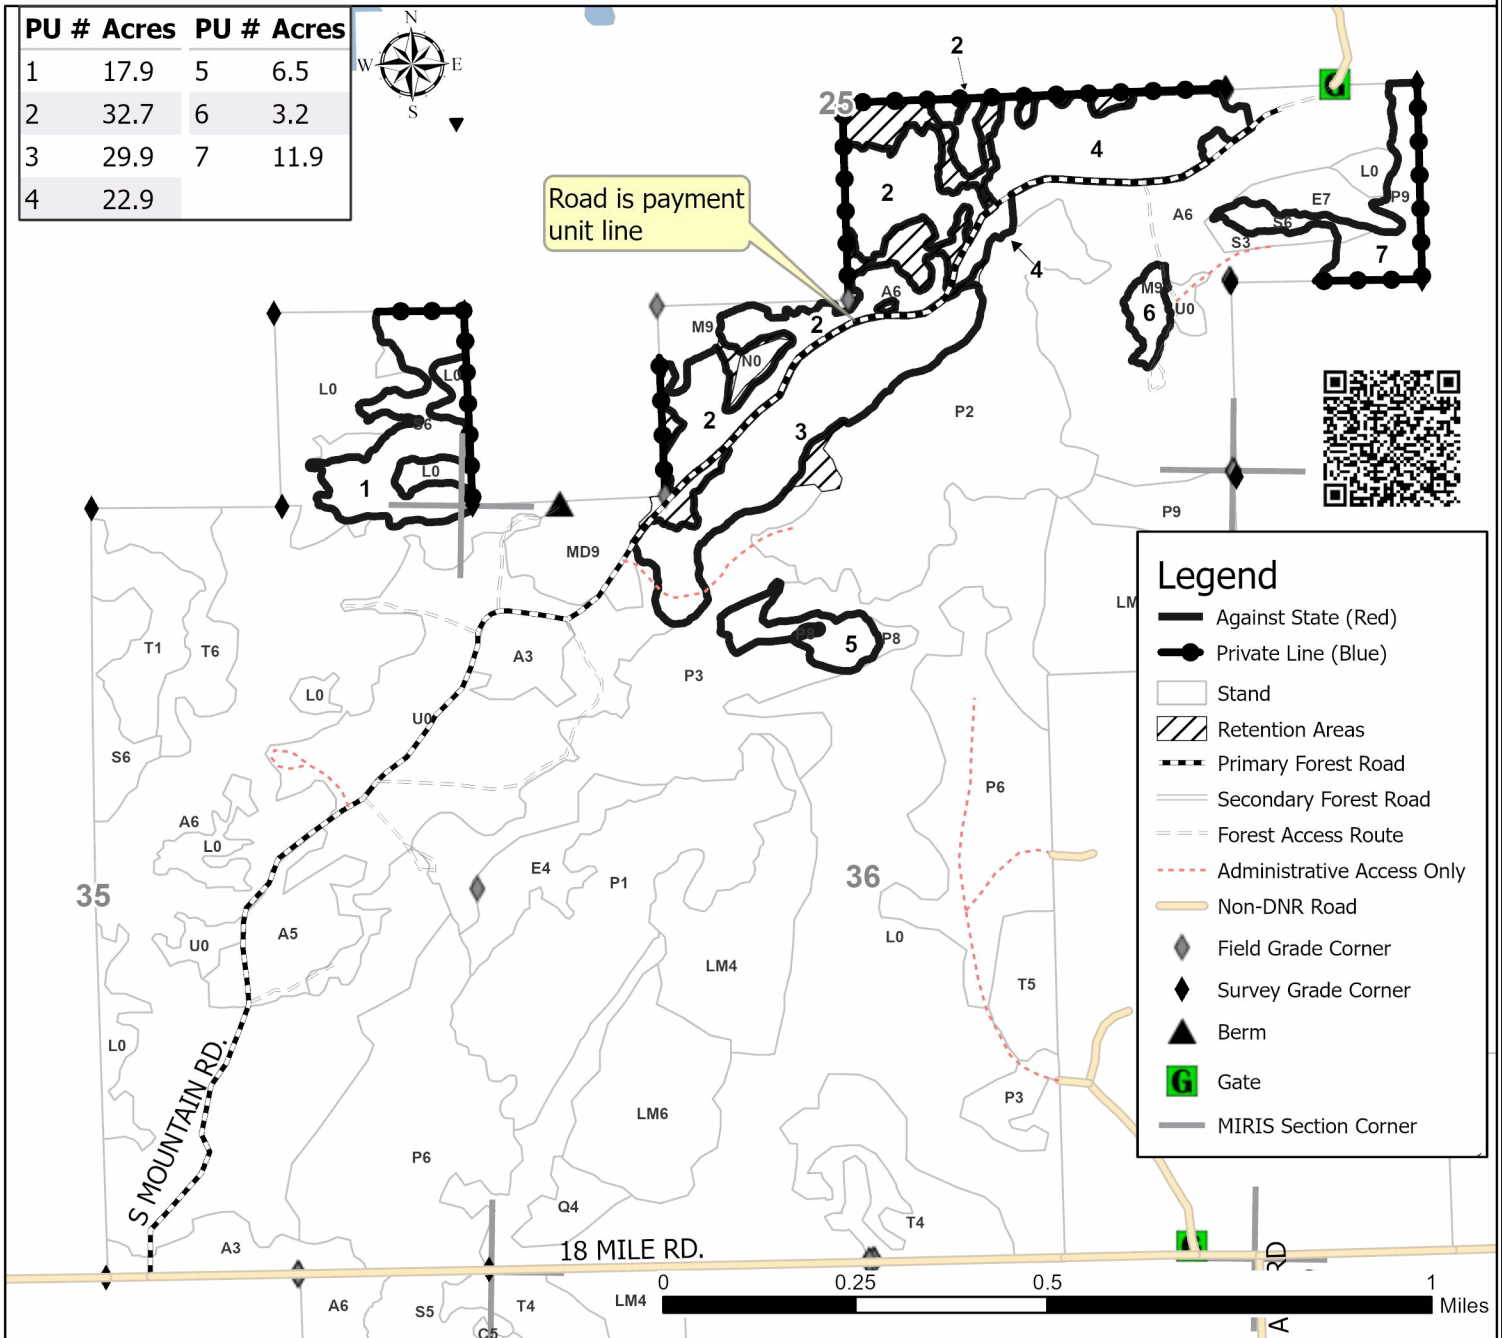 PU # Acres PU # Acres
1 17.9 5 6.5
2 32.7 6 3.2
3 29.9 7 11.9
4 22.9
N
W E
S
2
25
G
4
L0
2
E7
P9
Road is payment
unit line
A6
S6
S3
7
4
A6
M9
U0
6
M9
2
N0
L0
L0
S6
P2
2
3
L0
1
P9
MD9
LM
T1
T6
A3
P8
5
P8
P3
L0
U0
S6
P6
A6
L0
E4
P1
36
35
A5
U0
L0
LM4
T5
L0
P3
LM6
P6
S MOUNTAIN RD.
Q4
T4
A3
18 MILE RD.
G
RD
A
A6
S5
T4
LM4
C5
0 0.25 0.5 1
Miles
Legend
Against State (Red)
Private Line (Blue)
Stand
Retention Areas
Primary Forest Road
Secondary Forest Road
Forest Access Route
Administrative Access Only
Non-DNR Road
Field Grade Corner
Survey Grade Corner
Berm
G Gate
MIRIS Section Corner